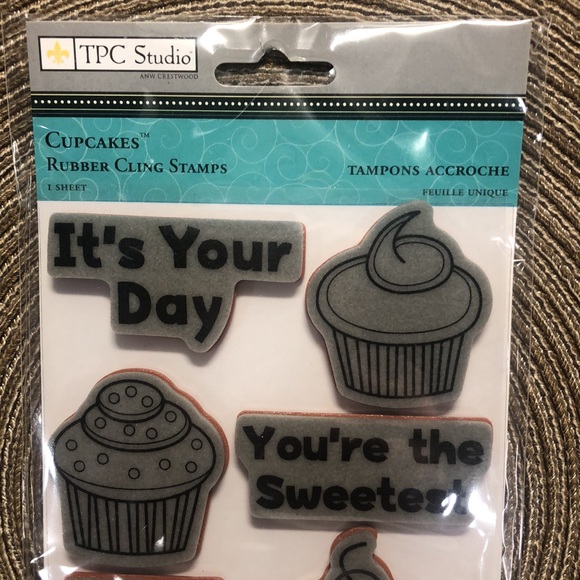 TPC Studio™
ANW CRESTWOOD
CUPCAKES™
RUBBER CLING STAMPS
1 SHEET
TAMPONS ACCROCHE
FEUILLE UNIQUE
It's Your
Day
You're the
Sweetest